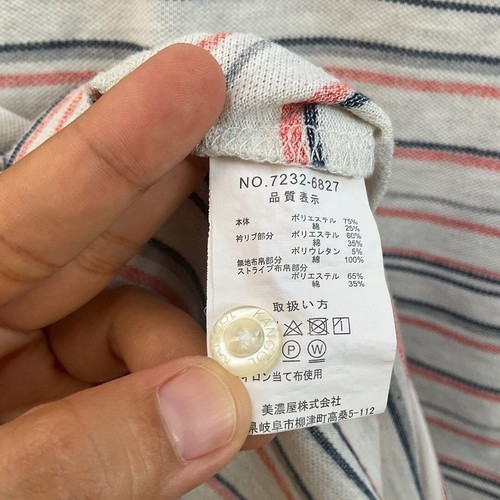 NO.7232-6827
品質表示
本体 ポリエステル 75%
綿 25%
衿リブ部分 ポリエステル 60%
綿 35%
ポリウレタン 5%
無地布帛部分 綿 100%
ストライプ布帛部分
ポリエステル 65%
綿 35%
取扱い方
KANGOL
P W
ロン当て布使用
美濃屋株式会社
県岐阜市柳津町高桑5-112